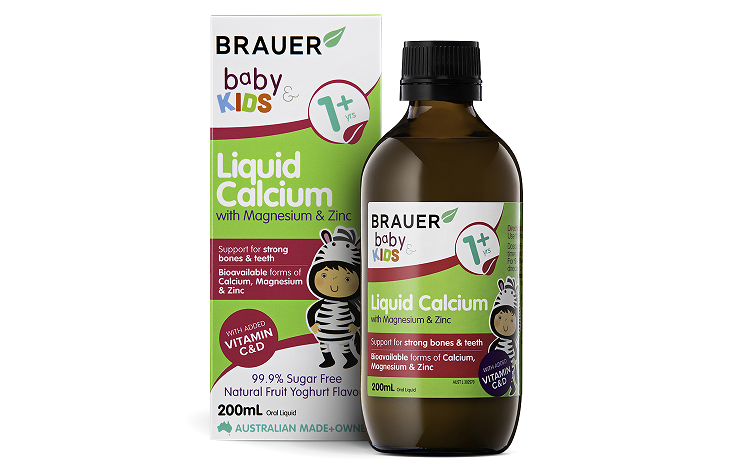 BRAUER
baby
KIDS &
1+
yrs
Liquid
Calcium
with Magnesium & Zinc
Support for strong
bones & teeth
Bioavailable forms of
Calcium, Magnesium
& Zinc
WITH ADDED
VITAMIN
C&D
99.9% Sugar Free
Natural Fruit Yoghurt Flavou
200mL Oral Liquid
AUSTRALIAN MADE+OWNE
BRAUER
baby
KIDS &
1+
yrs
Liquid Calcium
with Magnesium & Zinc
Support for strong bones & teeth
Bioavailable forms of Calcium,
Magnesium & Zinc
WITH ADDED
VITAMIN
C&D
200mL Oral Liquid